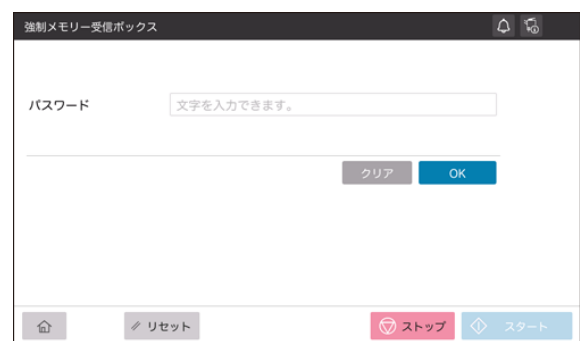 強制メモリー受信ボックス
パスワード
文字を入力できます。
クリア
OK
リセット
ストップ
スタート